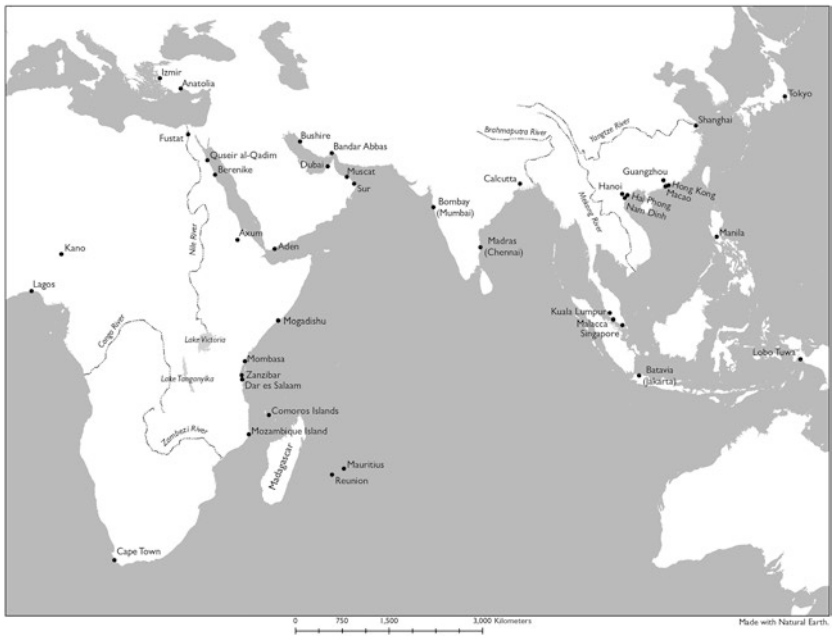 Izmir
Anatolia
Tokyo
Shanghai
Yangtze River
Brahmaputra River
Fustat
Bushire
Bandar Abbas
Quseir al-Qadim
Dubai
Muscat
Berenike
Sur
Calcutta
Guangzhou
Hong Kong
Macao
Hanoi
Hai Phong
Nam Dinh
Mekong River
Bombay
(Mumbai)
Nile River
Manila
Axum
Aden
Madras
(Chennai)
Kano
Lagos
Mogadishu
Kuala Lumpur
Malacca
Singapore
Congo River
Lake Victoria
Mombasa
Lobo Tuwa
Zanzibar
Lake Tanganyika
Dar es Salaam
Batavia
(Jakarta)
Comoros Islands
Zambezi River
Mozambique Island
Madagascar
Mauritius
Reunion
Cape Town
0 750 1,500 3,000 Kilometers
Made with Natural Earth.